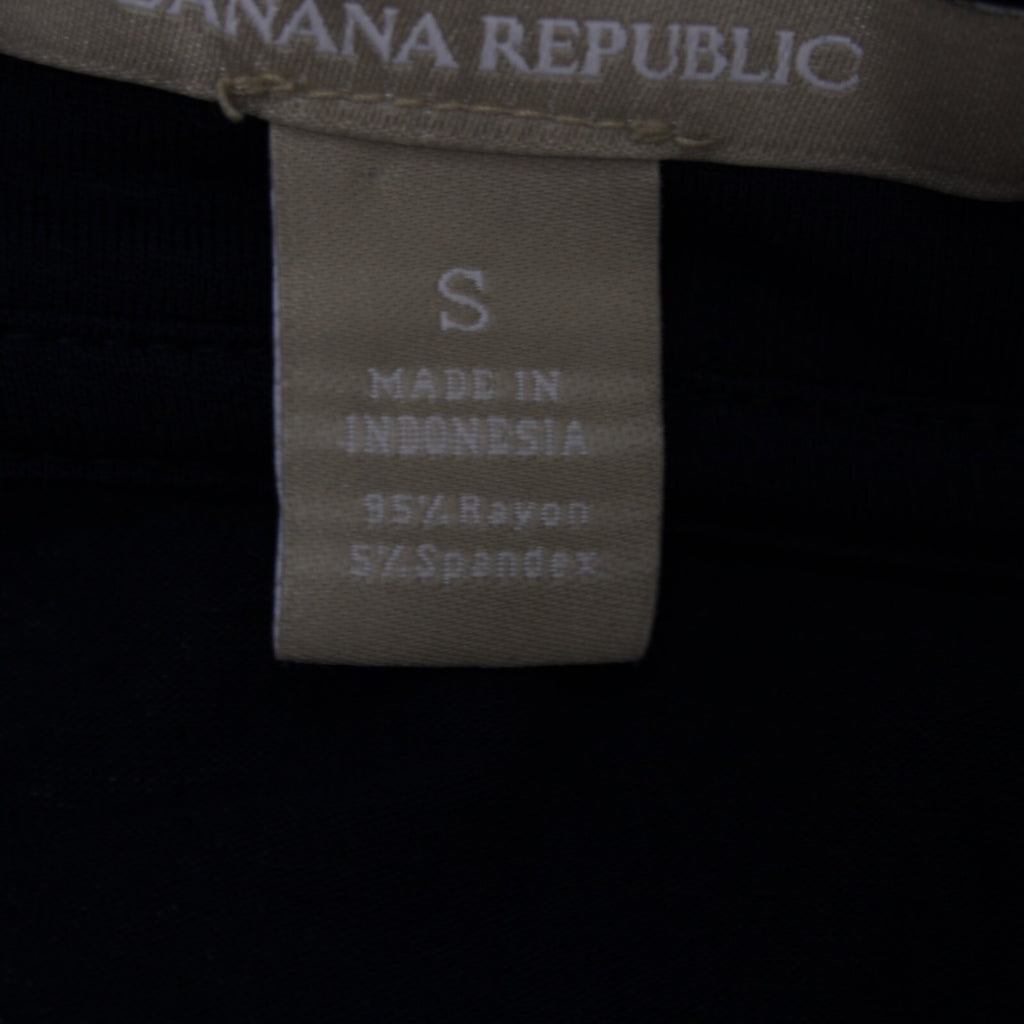 BANANA REPUBLIC
S
MADE IN
INDONESIA
95% Rayon
5% Spandex